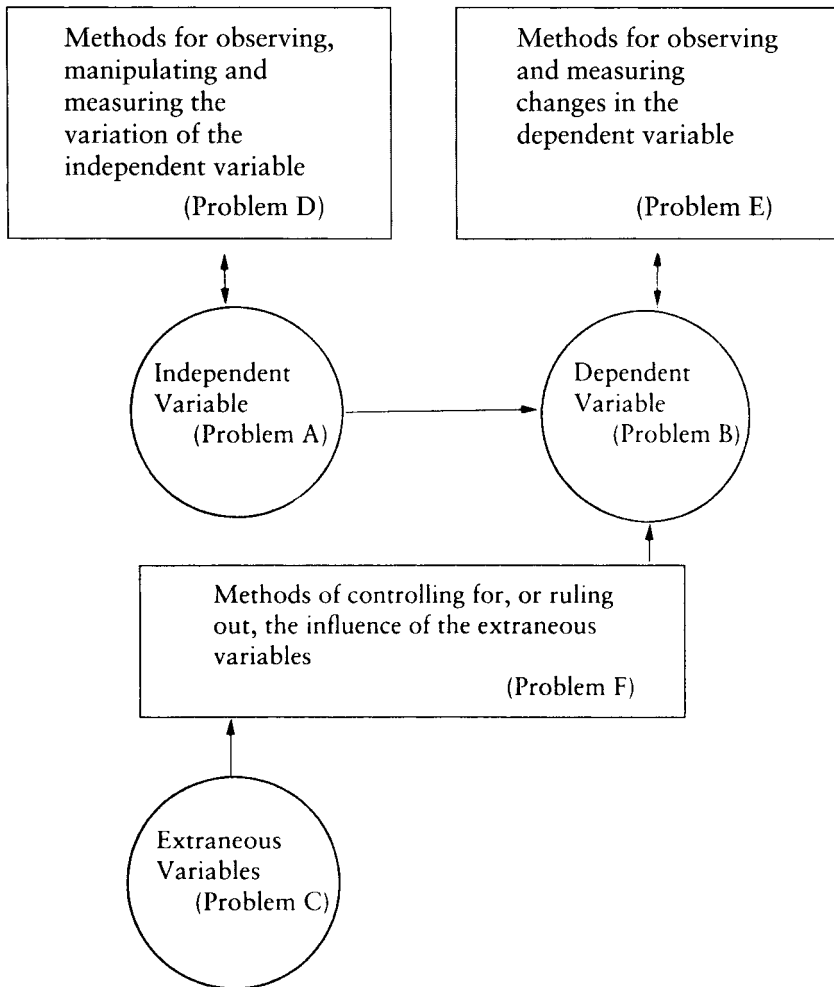 Methods for observing,
manipulating and
measuring the
variation of the
independent variable
(Problem D)
Methods for observing
and measuring
changes in the
dependent variable
(Problem E)
Independent
Variable
(Problem A)
Dependent
Variable
(Problem B)
Methods of controlling for, or ruling
out, the influence of the extraneous
variables
(Problem F)
Extraneous
Variables
(Problem C)